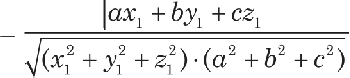 − |ax₁ + by₁ + cz₁ / √(x₁² + y₁² + z₁²) · (a² + b² + c²)